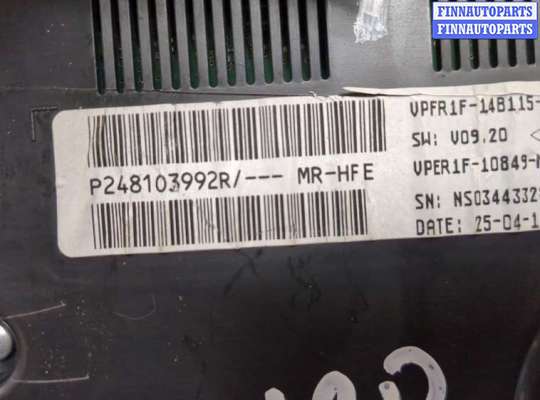 FINNAUTOPARTS
FINNAUTOPARTS
VPFR1F-14B115-
SW: V09.20
P248103992R/--- MR-HFE
VPER1F-10849-
SN: NS0344332
DATE: 25-04-1